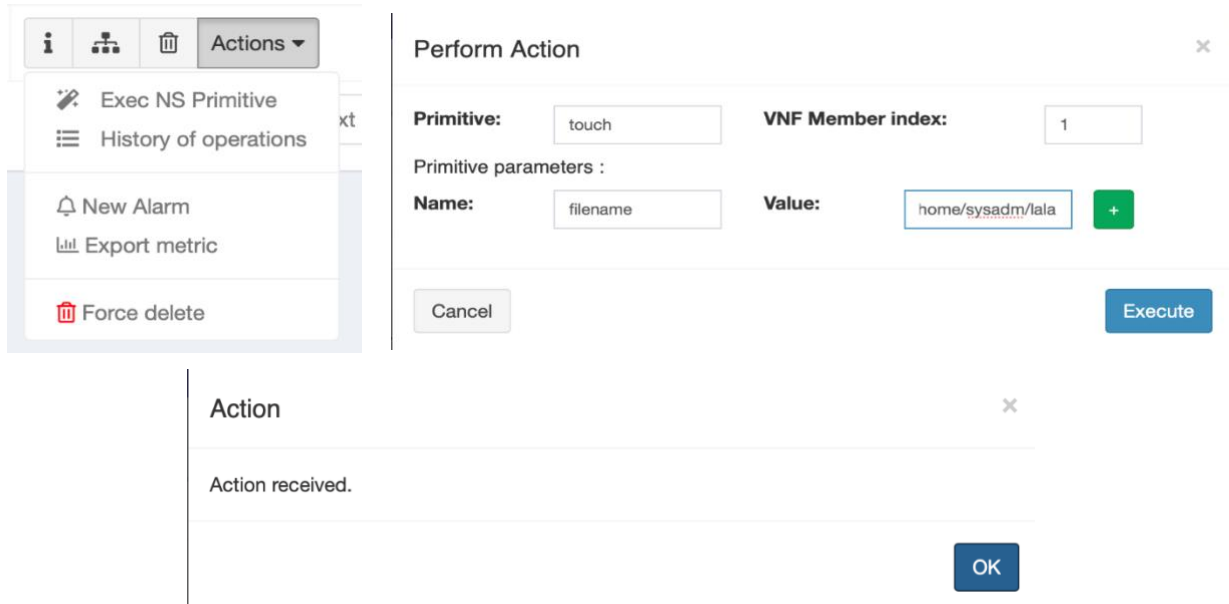 i Actions
Exec NS Primitive
xt
History of operations
New Alarm
Export metric
Force delete
Perform Action ×
Primitive: touch VNF Member index: 1
Primitive parameters :
Name: filename Value: home/sysadm/lala +
Cancel Execute
Action ×
Action received.
OK